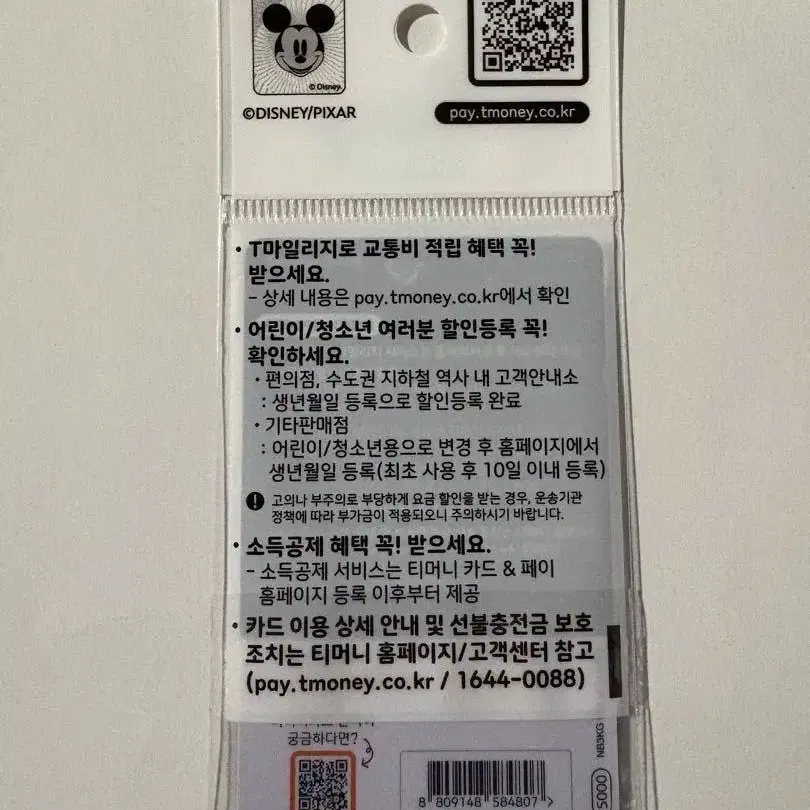 © Disney.
©DISNEY/PIXAR
pay.tmoney.co.kr
• T마일리지로 교통비 적립 혜택 꼭!
받으세요.
- 상세 내용은 pay.tmoney.co.kr에서 확인
• 어린이/청소년 여러분 할인등록 꼭!
확인하세요.
• 편의점, 수도권 지하철 역사 내 고객안내소
: 생년월일 등록으로 할인등록 완료
• 기타판매점
: 어린이/청소년용으로 변경 후 홈페이지에서
생년월일 등록(최초 사용 후 10일 이내 등록)
! 고의나 부주의로 부당하게 요금 할인을 받는 경우, 운송기관
정책에 따라 부가금이 적용되오니 주의하시기 바랍니다.
• 소득공제 혜택 꼭! 받으세요.
- 소득공제 서비스는 티머니 카드 & 페이
홈페이지 등록 이후부터 제공
• 카드 이용 상세 안내 및 선불충전금 보호
조치는 티머니 홈페이지/고객센터 참고
(pay.tmoney.co.kr / 1644-0088)
궁금하다면?
8 809148 584807 >
5000
N83KG